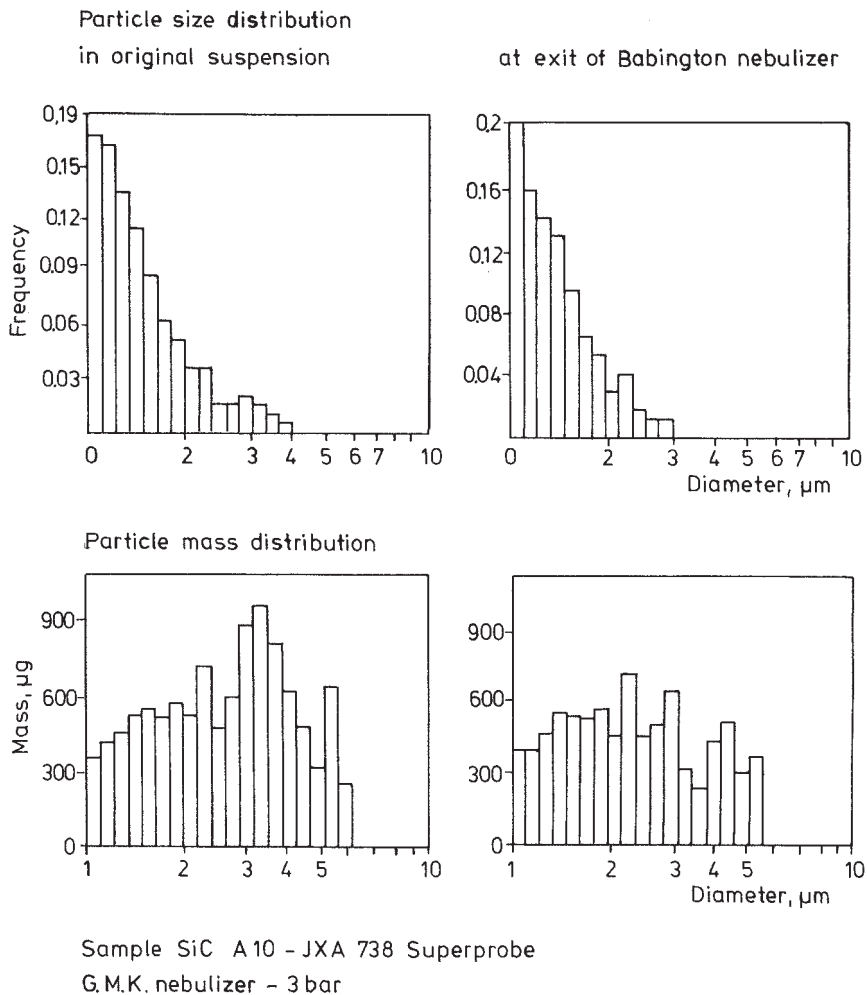 Particle size distribution
in original suspension
at exit of Babington nebulizer
0,19
0.15
0.12
0.09
0.06
0.03
Frequency
0 2 3 4 5 6 7 10
0,2
0.16
0.12
0.08
0.04
0 2 3 4 5 6 7 10
Diameter, µm
Particle mass distribution
900
600
300
0
Mass, µg
1 2 3 4 5 10
900
600
300
0
1 2 3 4 5 10
Diameter, µm
Sample SiC A10 - JXA 738 Superprobe
G.M.K. nebulizer - 3 bar